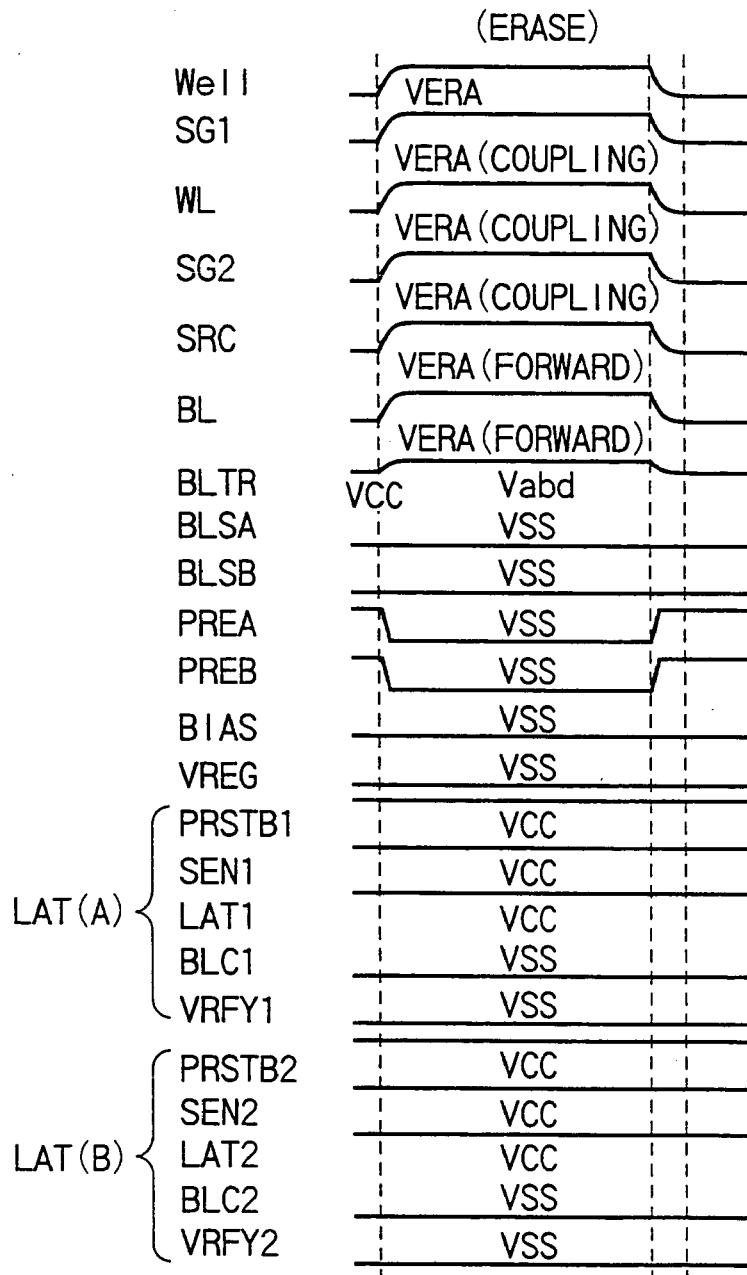 (ERASE)
Well VERA
SG1 VERA(COUPLING)
WL VERA(COUPLING)
SG2 VERA(COUPLING)
SRC VERA(FORWARD)
BL VERA(FORWARD)
BLTR VCC Vabd
BLSA VSS
BLSB VSS
PREA VSS
PREB VSS
BIAS VSS
VREG VSS
PRSTB1 VCC
SEN1 VCC
LAT(A) LAT1 VCC
BLC1 VSS
VRFY1 VSS
PRSTB2 VCC
SEN2 VCC
LAT(B) LAT2 VCC
BLC2 VSS
VRFY2 VSS